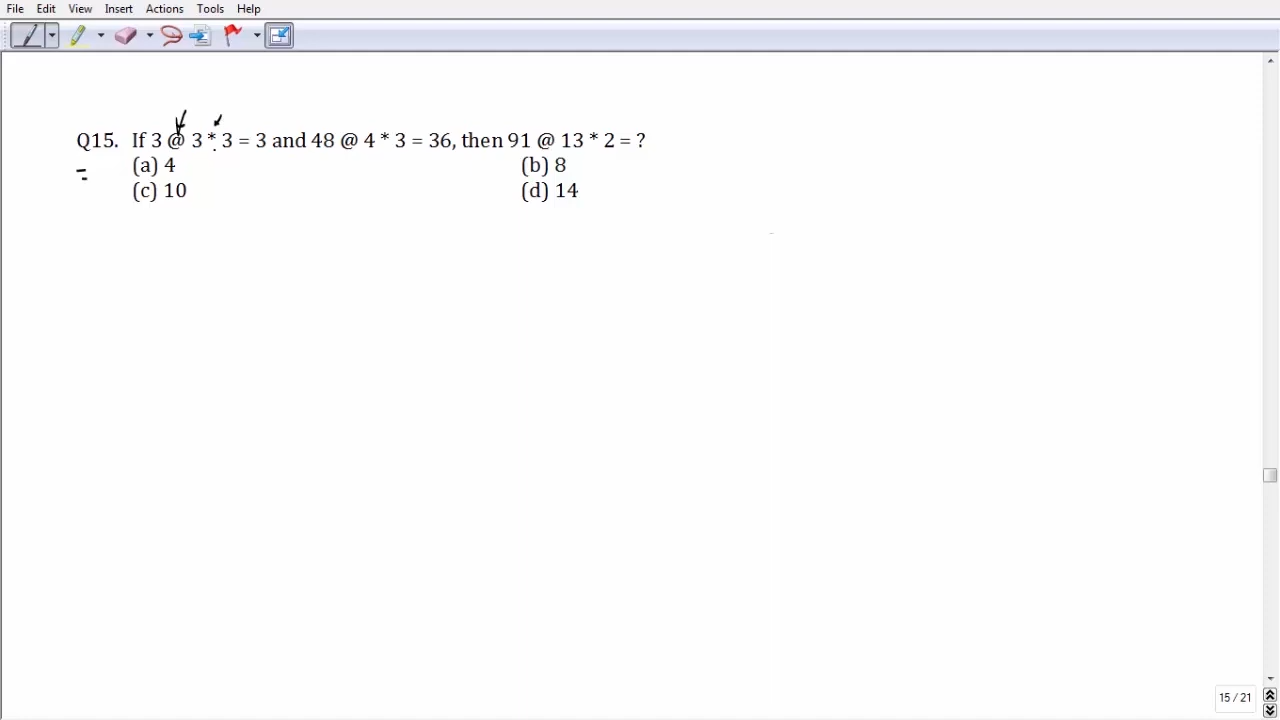 File Edit View Insert Actions Tools Help
Q15. If 3 @ 3 * 3 = 3 and 48 @ 4 * 3 = 36, then 91 @ 13 * 2 = ?
(a) 4 (b) 8
(c) 10 (d) 14
15 / 21